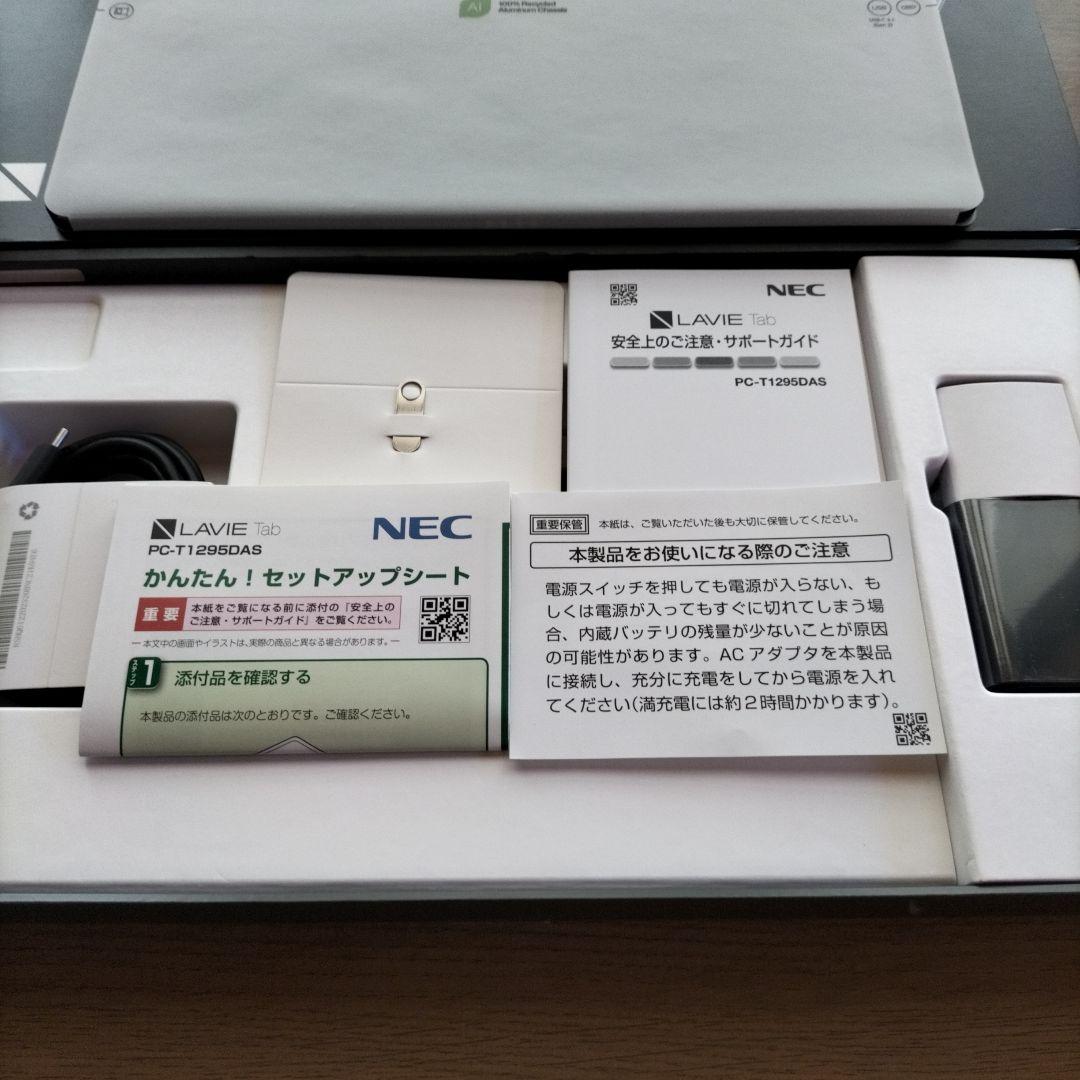 Al
100% Recycled
Aluminum Chassis
NEC
LAVIE Tab
安全上のご注意・サポートガイド
PC-T1295DAS
LAVIE Tab
NEC
PC-T1295DAS
かんたん！セットアップシート
重要
本紙をご覧になる前に添付の「安全上の
ご注意・サポートガイド」をご覧ください。
本文中の画面やイラストは、実際の商品と異なる場合があります。
ステップ
1
添付品を確認する
本製品の添付品は次のとおりです。ご確認ください。
重要保管
本紙は、ご覧いただいた後も大切に保管してください。
本製品をお使いになる際のご注意
電源スイッチを押しても電源が入らない、も
しくは電源が入ってもすぐに切れてしまう場
合、内蔵バッテリの残量が少ないことが原因
の可能性があります。AC アダプタを本製品
に接続し、充分に充電をしてから電源を入れ
てください(満充電には約2時間かかります)。